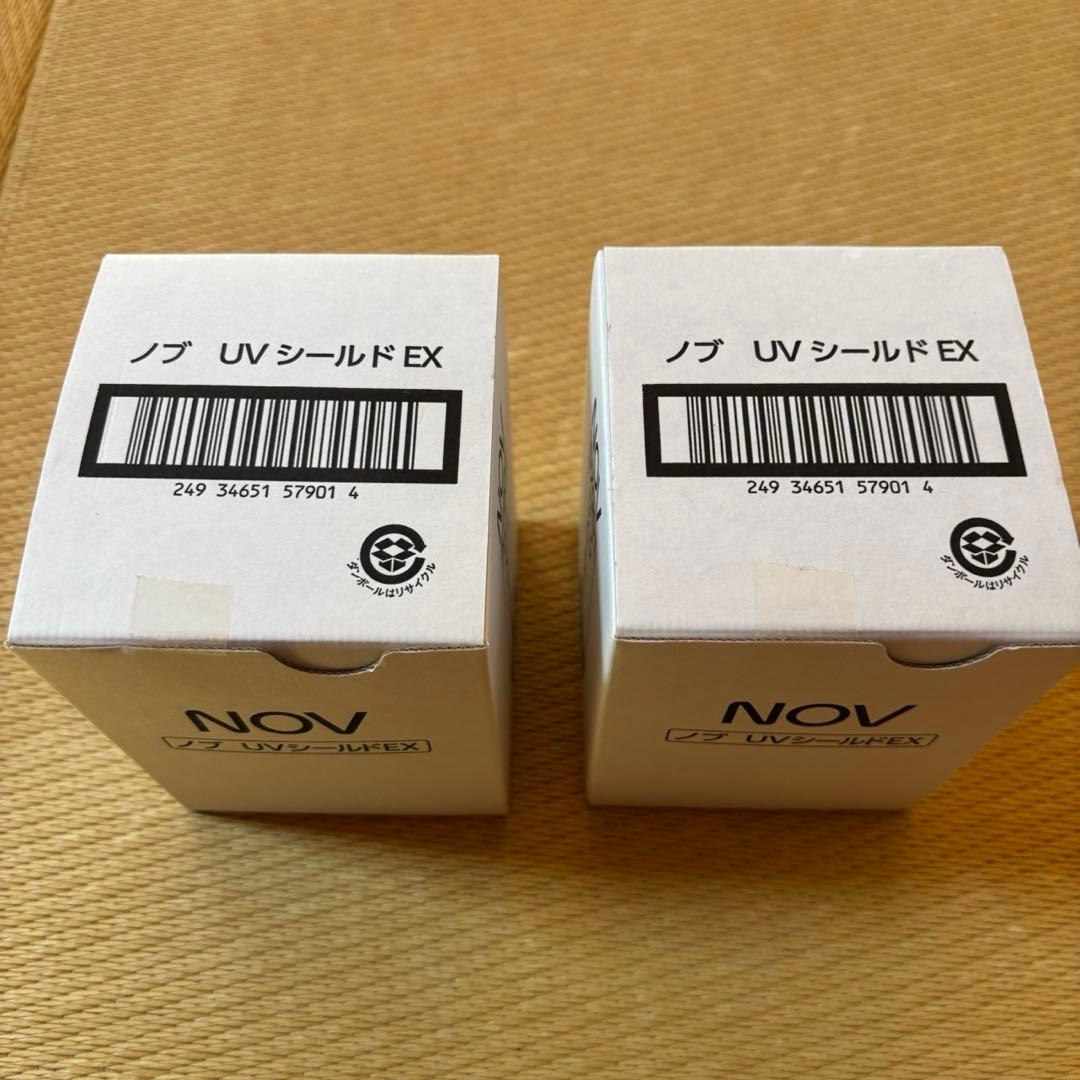 ノブ UV シールド EX
249 34651 57901 4
ダンボールはリサイクル
NOV
ノブ UVシールドEX
ノブ UV シールド EX
249 34651 57901 4
ダンボールはリサイクル
NOV
ノブ UVシールドEX